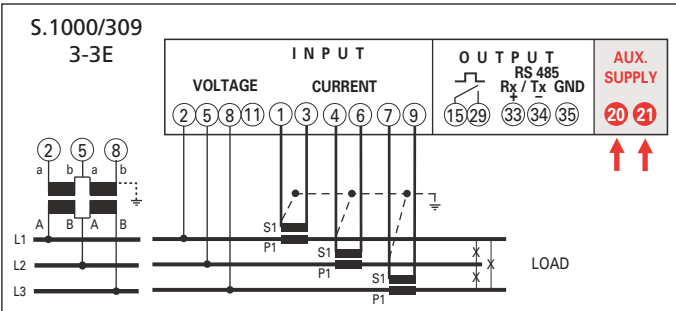 S.1000/309
3-3E
INPUT
VOLTAGE CURRENT
2 5 8 11 1 3 4 6 7 9
OUTPUT
RS 485
Rx / Tx GND
+ −
15 29 33 34 35
AUX.
SUPPLY
20 21
2 5 8
a b a b
A B A B
L1
L2
L3
S1
P1
S1
P1
S1
P1
X
X
X
LOAD